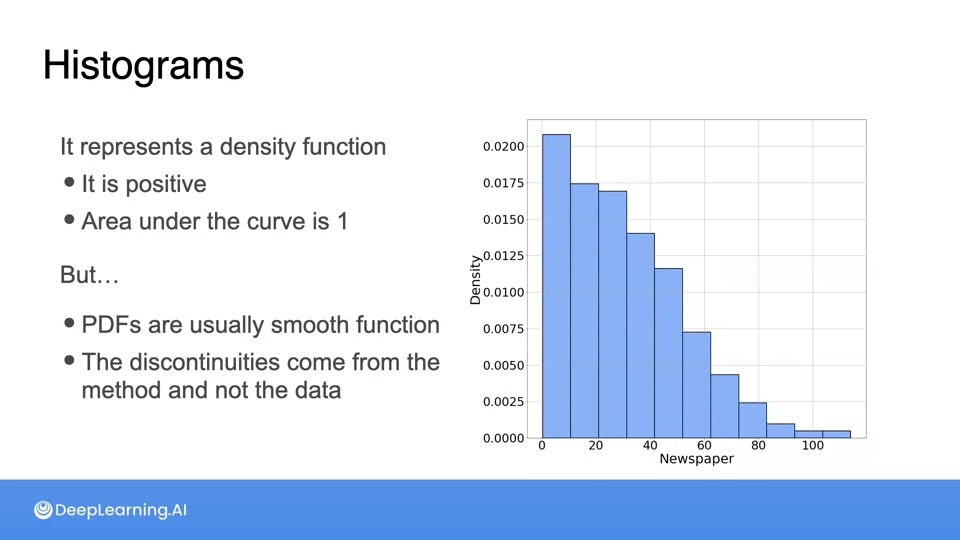 Histograms
It represents a density function
• It is positive
• Area under the curve is 1
But…
• PDFs are usually smooth function
• The discontinuities come from the
method and not the data
0.0200
0.0175
0.0150
0.0125
0.0100
0.0075
0.0050
0.0025
0.0000
Density
0 20 40 60 80 100
Newspaper
DeepLearning.AI